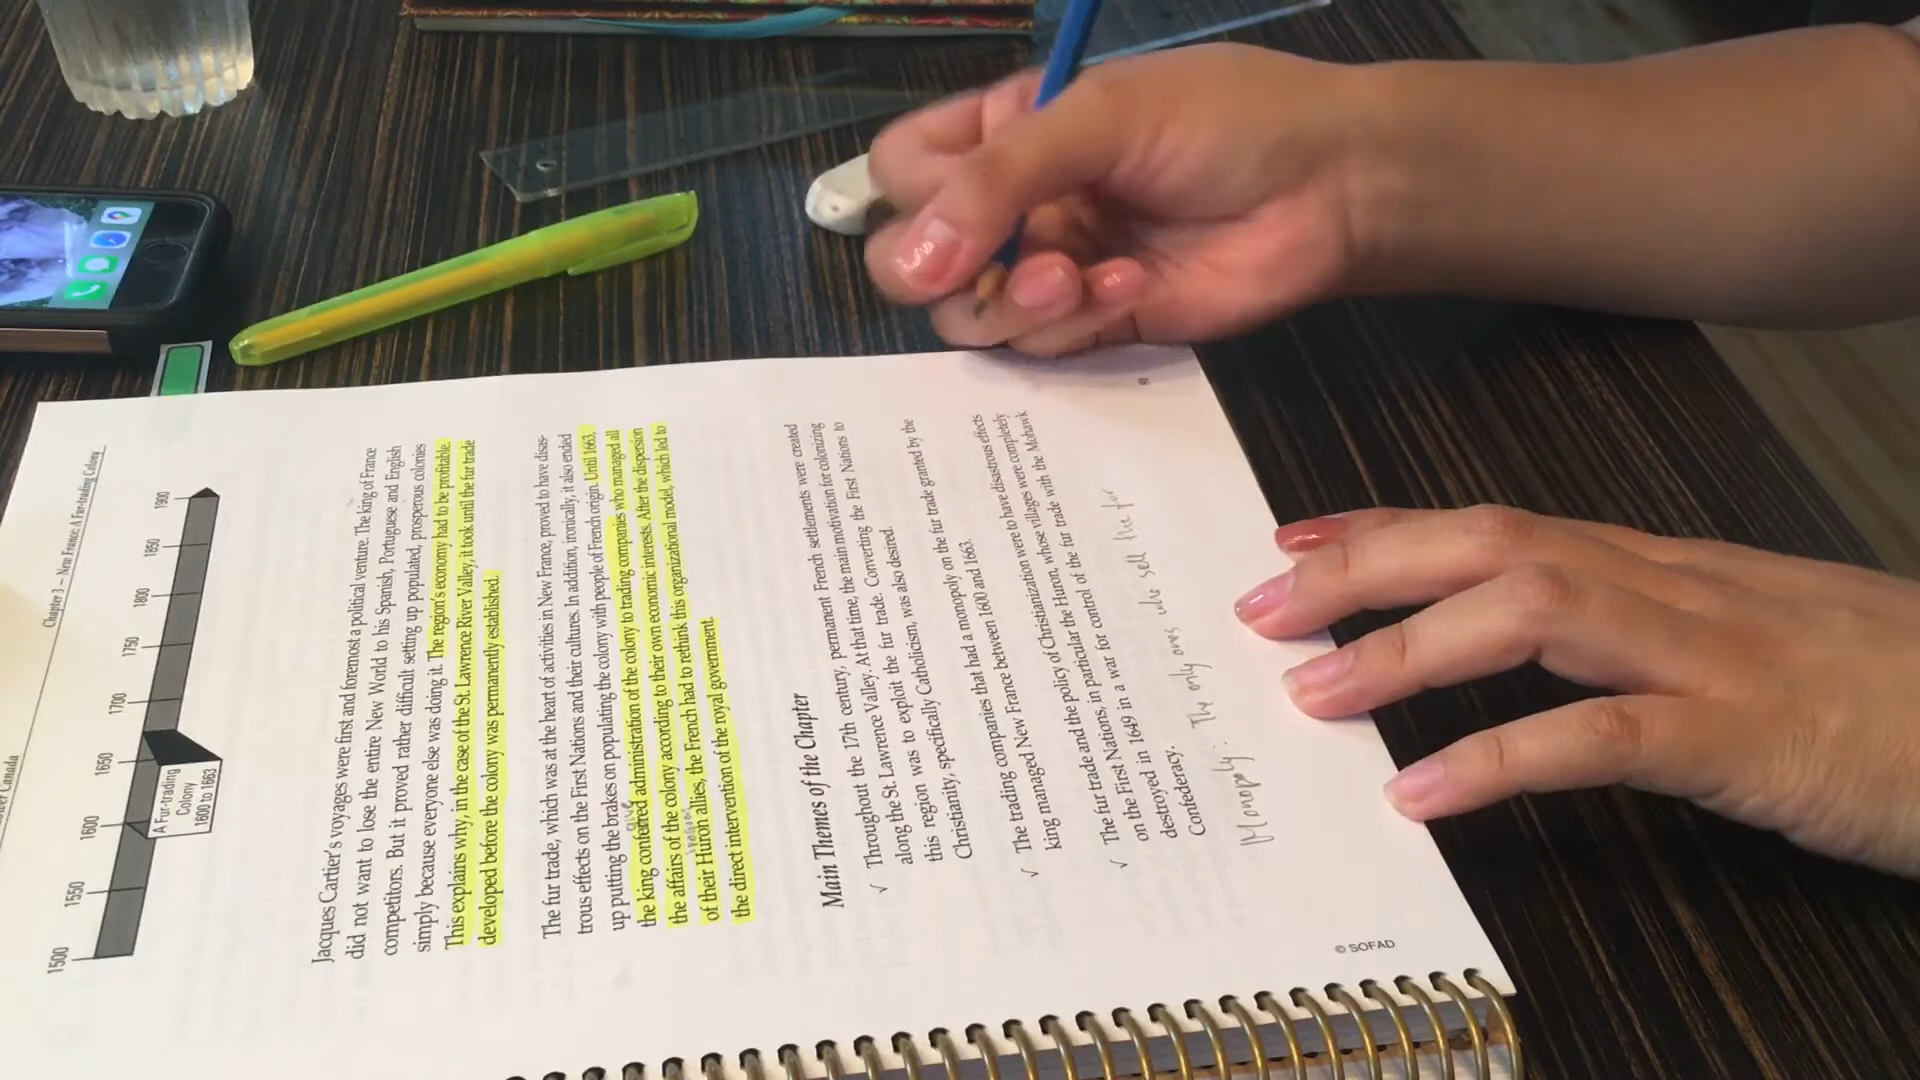 ower Canada
Chapter 3 – New France: A Fur-trading Colony
1500 1550 1600 1650 1700 1750 1800 1850 1900
A Fur-trading
Colony
1600 to 1663
Jacques Cartier's voyages were first and foremost a political venture. The king of France
did not want to lose the entire New World to his Spanish, Portuguese and English
competitors. But it proved rather difficult setting up populated, prosperous colonies
simply because everyone else was doing it. The region's economy had to be profitable.
This explains why, in the case of the St. Lawrence River Valley, it took until the fur trade
developed before the colony was permanently established.
The fur trade, which was at the heart of activities in New France, proved to have disas-
trous effects on the First Nations and their cultures. In addition, ironically, it also ended
up putting the brakes on populating the colony with people of French origin. Until 1663,
give
the king conferred administration of the colony to trading companies who managed all
the affairs of the colony according to their own economic interests. After the dispersion
of their Huron allies, the French had to rethink this organizational model, which led to
the direct intervention of the royal government.
Main Themes of the Chapter
✓ Throughout the 17th century, permanent French settlements were created
along the St. Lawrence Valley. At that time, the main motivation for colonizing
this region was to exploit the fur trade. Converting the First Nations to
Christianity, specifically Catholicism, was also desired.
✓ The trading companies that had a monopoly on the fur trade granted by the
king managed New France between 1600 and 1663.
✓ The fur trade and the policy of Christianization were to have disastrous effects
on the First Nations, in particular the Huron, whose villages were completely
destroyed in 1649 in a war for control of the fur trade with the Mohawk
Confederacy.
Monopoly: The only ones who sell the fur
© SOFAD